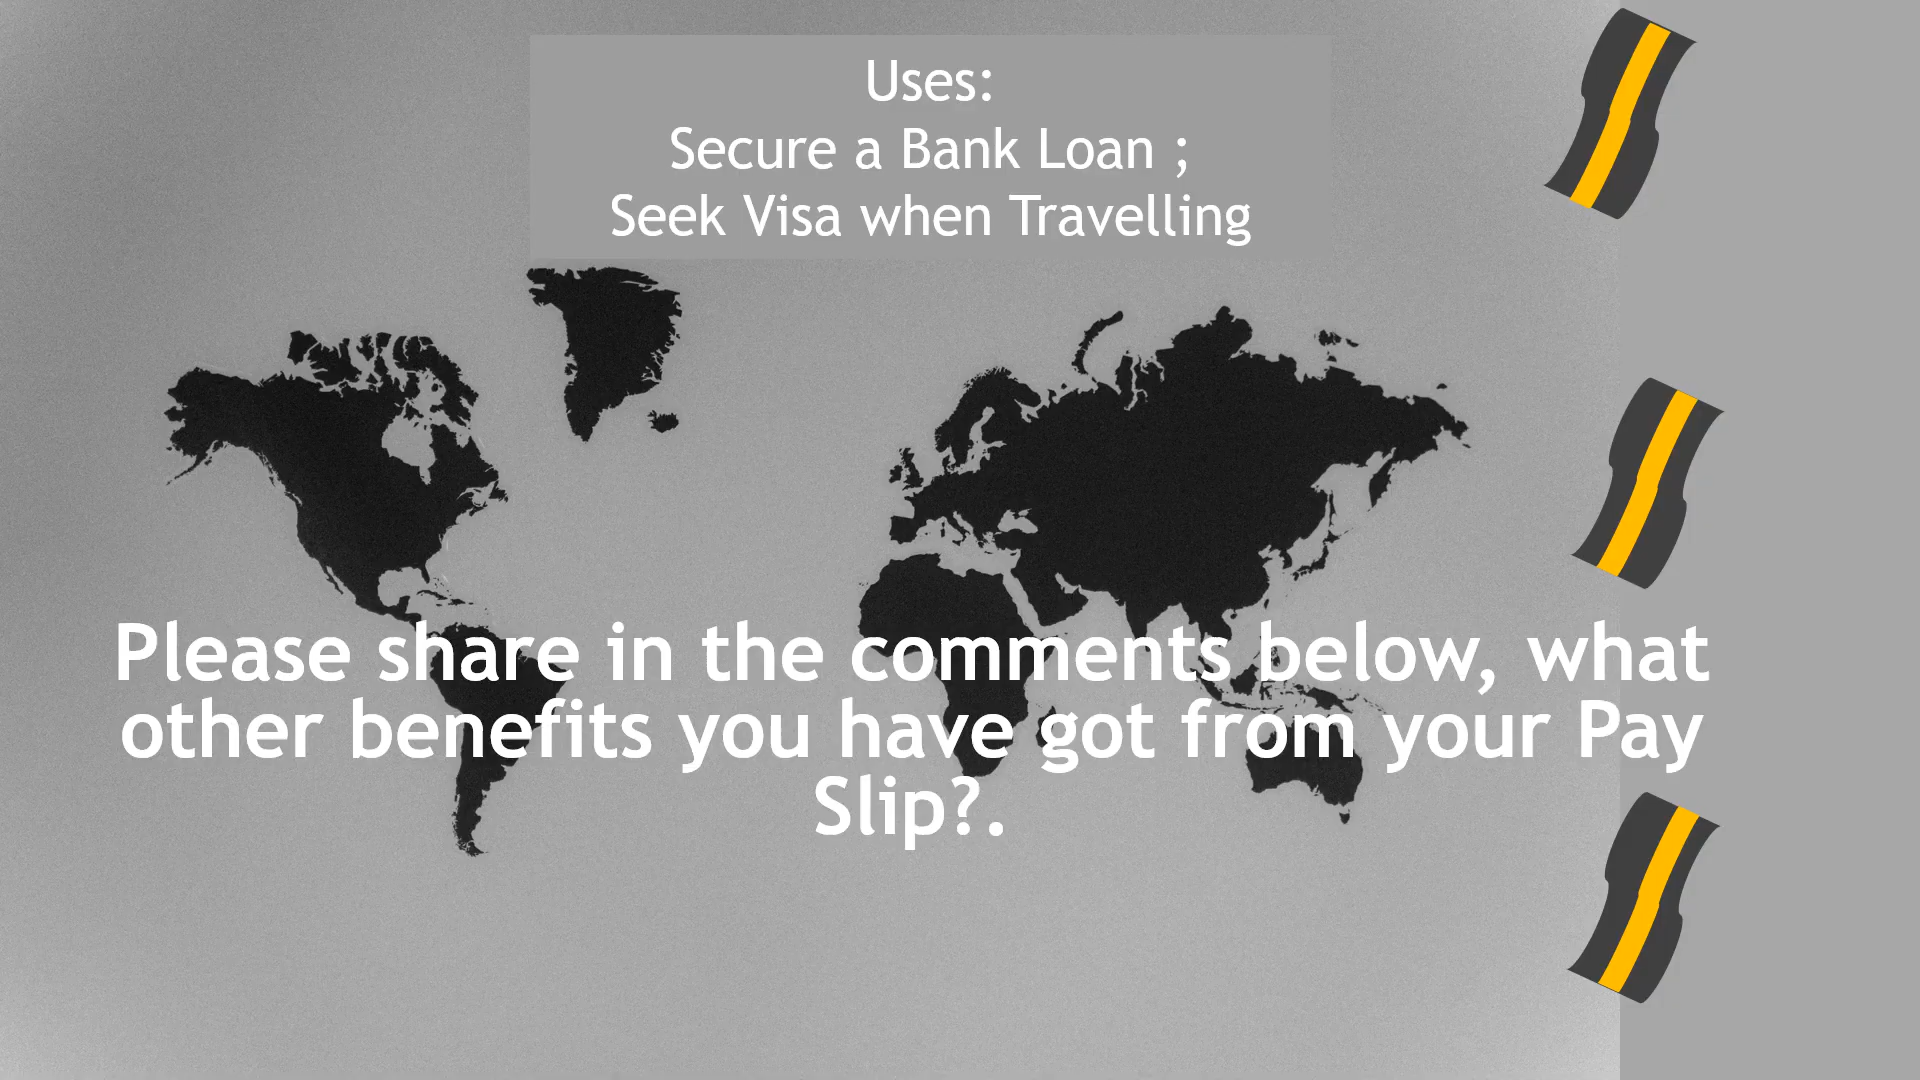 Uses:
Secure a Bank Loan ;
Seek Visa when Travelling
Please share in the comments below, what
other benefits you have got from your Pay
Slip?.